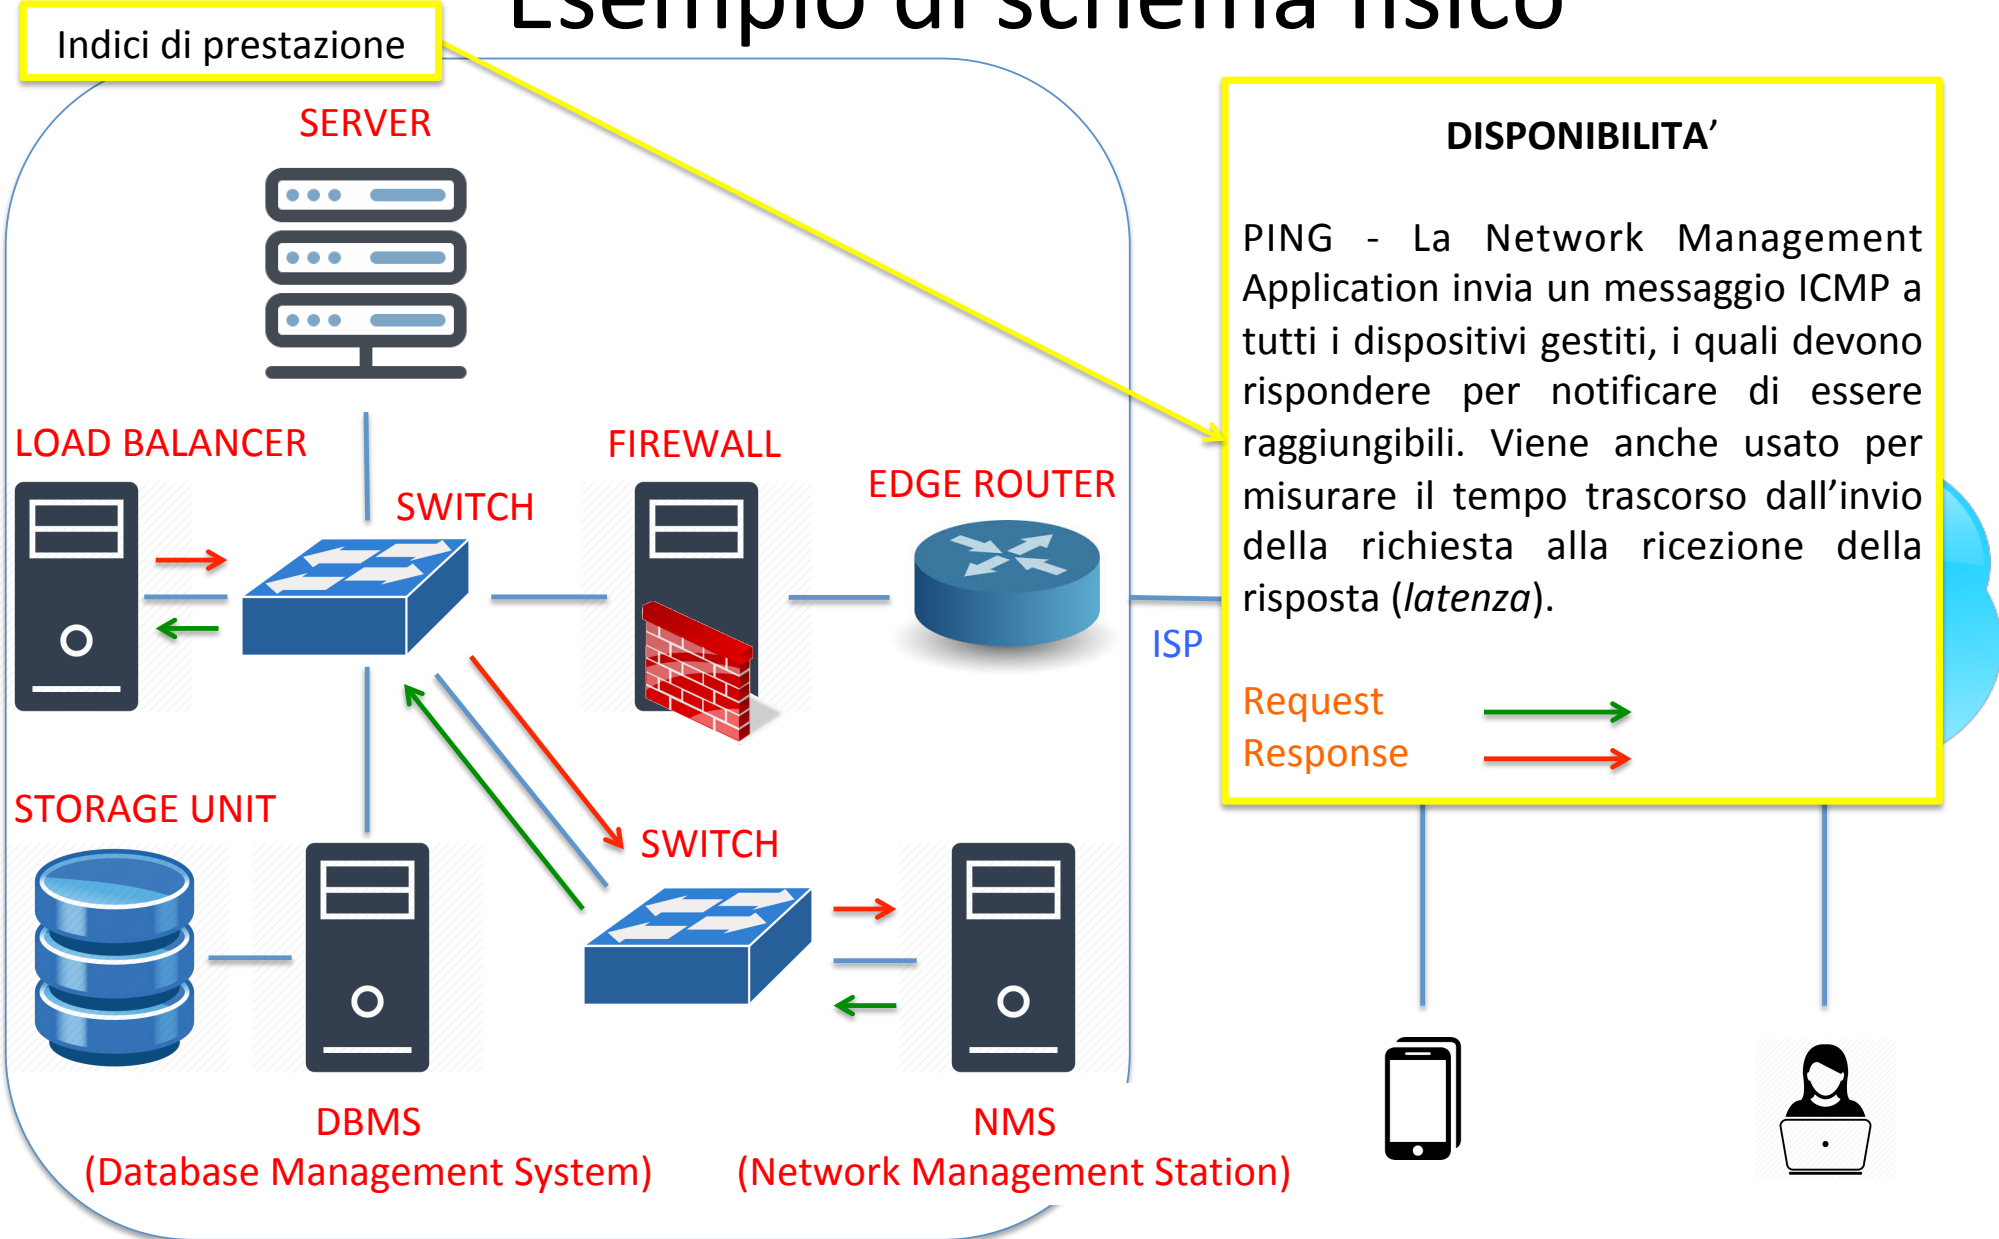 Esempio di schema fisico
Indici di prestazione
SERVER
LOAD BALANCER
SWITCH
FIREWALL
EDGE ROUTER
ISP
STORAGE UNIT
SWITCH
DBMS
(Database Management System)
NMS
(Network Management Station)
DISPONIBILITA’
PING - La Network Management
Application invia un messaggio ICMP a
tutti i dispositivi gestiti, i quali devono
rispondere per notificare di essere
raggiungibili. Viene anche usato per
misurare il tempo trascorso dall’invio
della richiesta alla ricezione della
risposta (latenza).
Request
Response